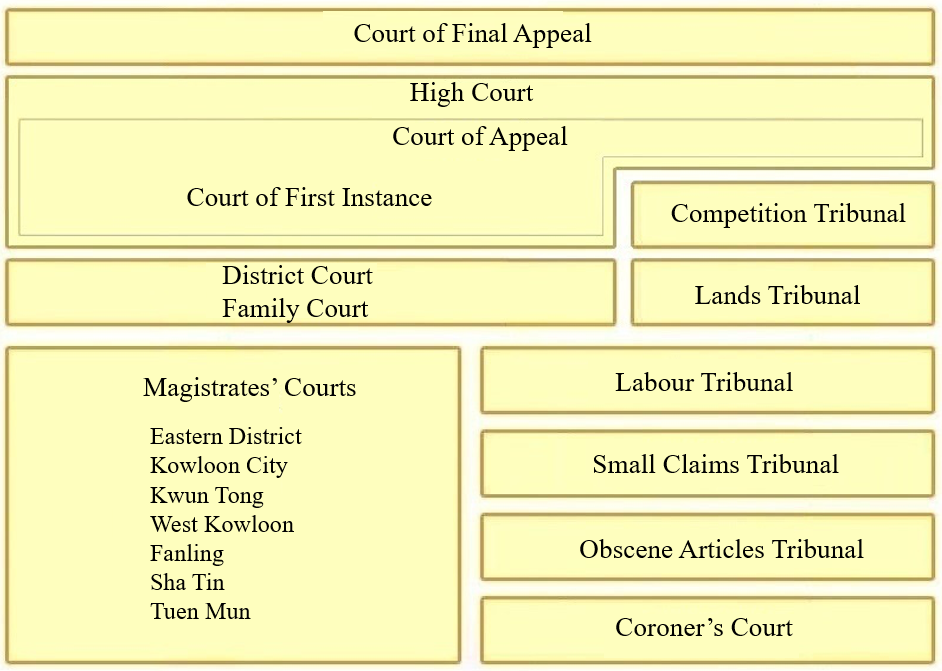 Court of Final Appeal
High Court
Court of Appeal
Court of First Instance
Competition Tribunal
District Court
Family Court
Lands Tribunal
Magistrates’ Courts
Eastern District
Kowloon City
Kwun Tong
West Kowloon
Fanling
Sha Tin
Tuen Mun
Labour Tribunal
Small Claims Tribunal
Obscene Articles Tribunal
Coroner’s Court